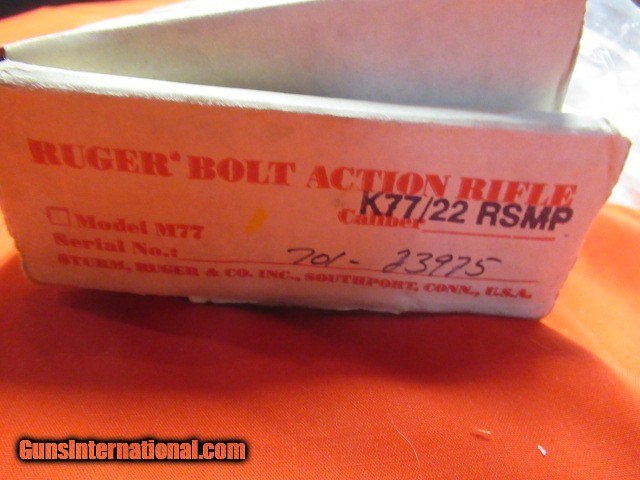 RUGER® BOLT ACTION RIFLE
K77/22 RSMP
☐ Model M77 Caliber
Serial No.: 701-23975
STURM, RUGER & CO. INC., SOUTHPORT, CONN., U.S.A.
GunsInternational.com